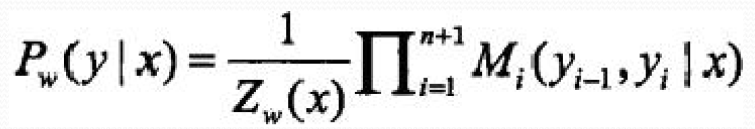 P_w(y|x) = \frac{1}{Z_w(x)} \prod_{i=1}^{n+1} M_i(y_{i-1}, y_i | x)